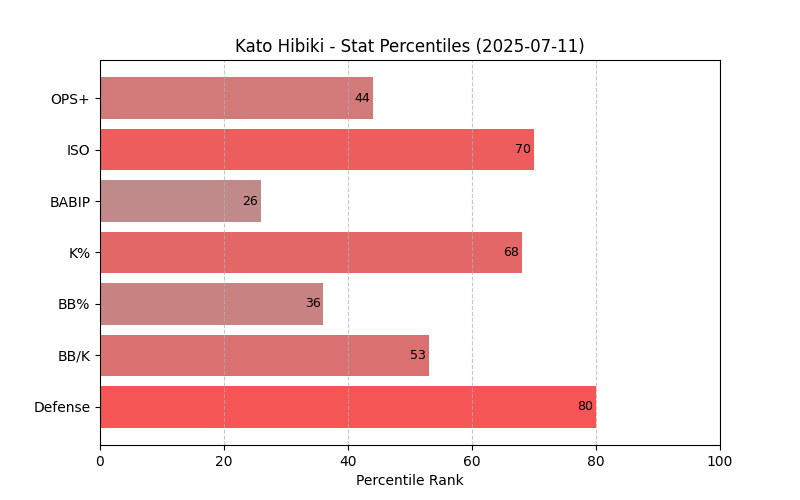 Kato Hibiki - Stat Percentiles (2025-07-11)
OPS+ 44
ISO 70
BABIP 26
K% 68
BB% 36
BB/K 53
Defense 80
0 20 40 60 80 100
Percentile Rank